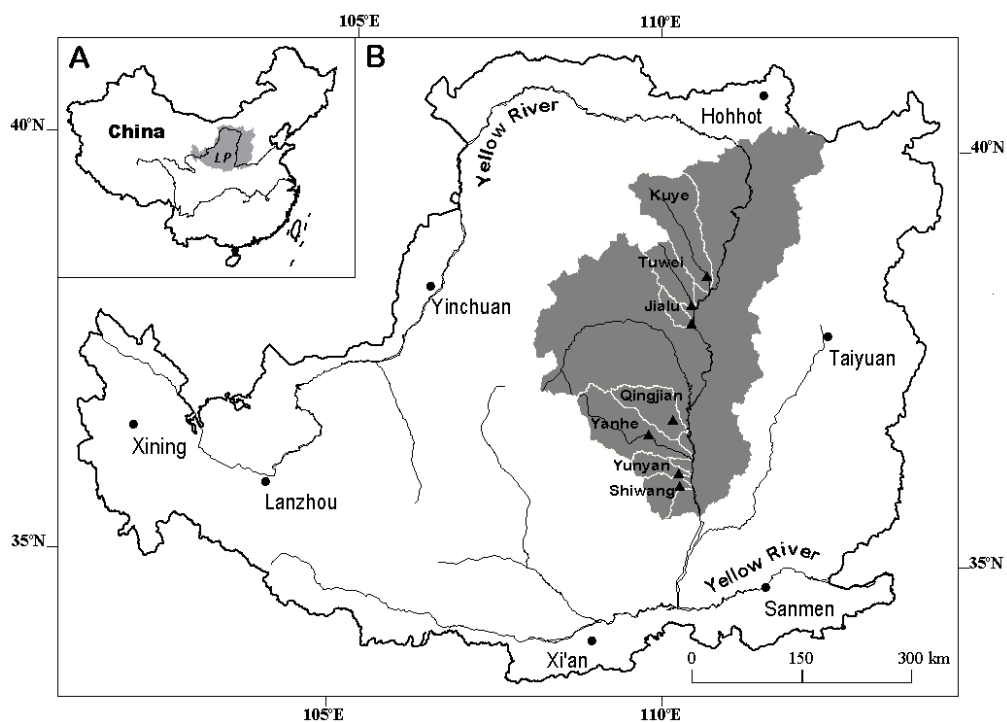 105°E 110°E
A B
40°N
China
LP
Yellow River
Hohhot
40°N
Kuye
Tuwei
Jialu
Yinchuan
Taiyuan
Qingjian
Yanhe
Xining
Yunyan
Shiwang
Lanzhou
35°N
35°N
Yellow River
Sanmen
Xi'an
0 150 300 km
105°E 110°E